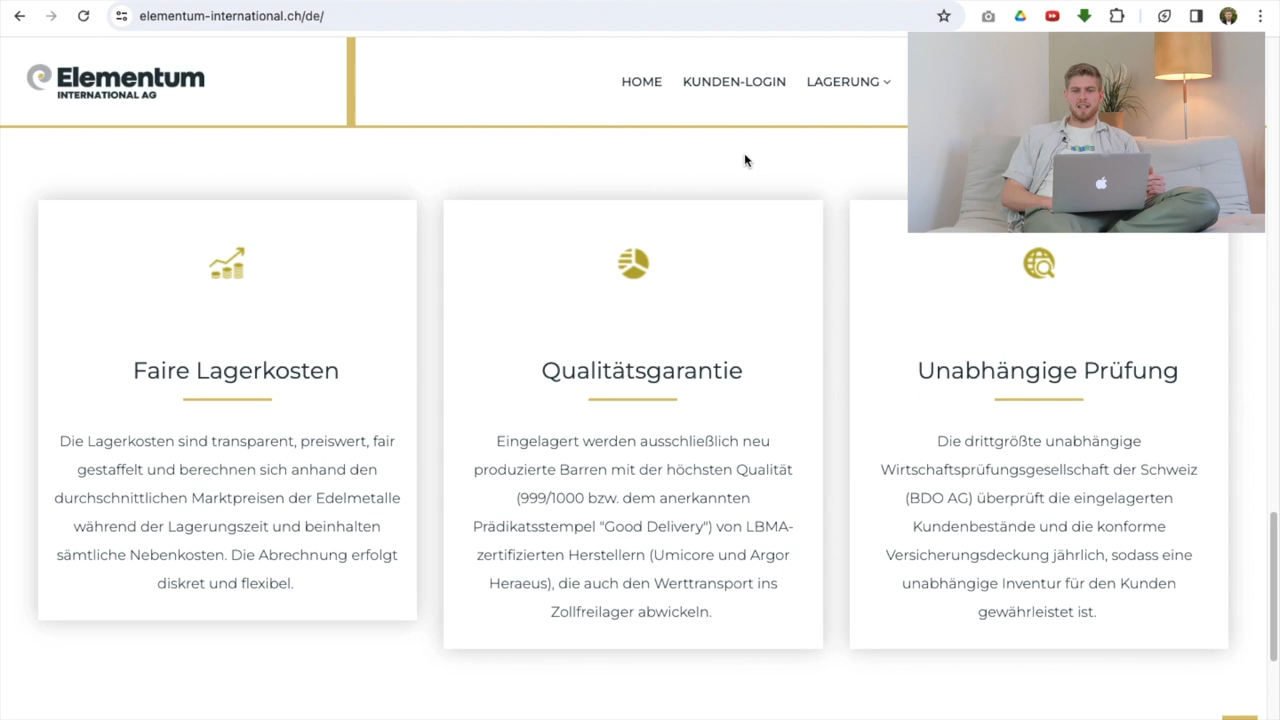 elementum-international.ch/de/
Elementum
INTERNATIONAL AG
HOME KUNDEN-LOGIN LAGERUNG
Faire Lagerkosten
Die Lagerkosten sind transparent, preiswert, fair
gestaffelt und berechnen sich anhand den
durchschnittlichen Marktpreisen der Edelmetalle
während der Lagerungszeit und beinhalten
sämtliche Nebenkosten. Die Abrechnung erfolgt
diskret und flexibel.
Qualitätsgarantie
Eingelagert werden ausschließlich neu
produzierte Barren mit der höchsten Qualität
(999/1000 bzw. dem anerkannten
Prädikatsstempel "Good Delivery") von LBMA-
zertifizierten Herstellern (Umicore und Argor
Heraeus), die auch den Werttransport ins
Zollfreilager abwickeln.
Unabhängige Prüfung
Die drittgrößte unabhängige
Wirtschaftsprüfungsgesellschaft der Schweiz
(BDO AG) überprüft die eingelagerten
Kundenbestände und die konforme
Versicherungsdeckung jährlich, sodass eine
unabhängige Inventur für den Kunden
gewährleistet ist.